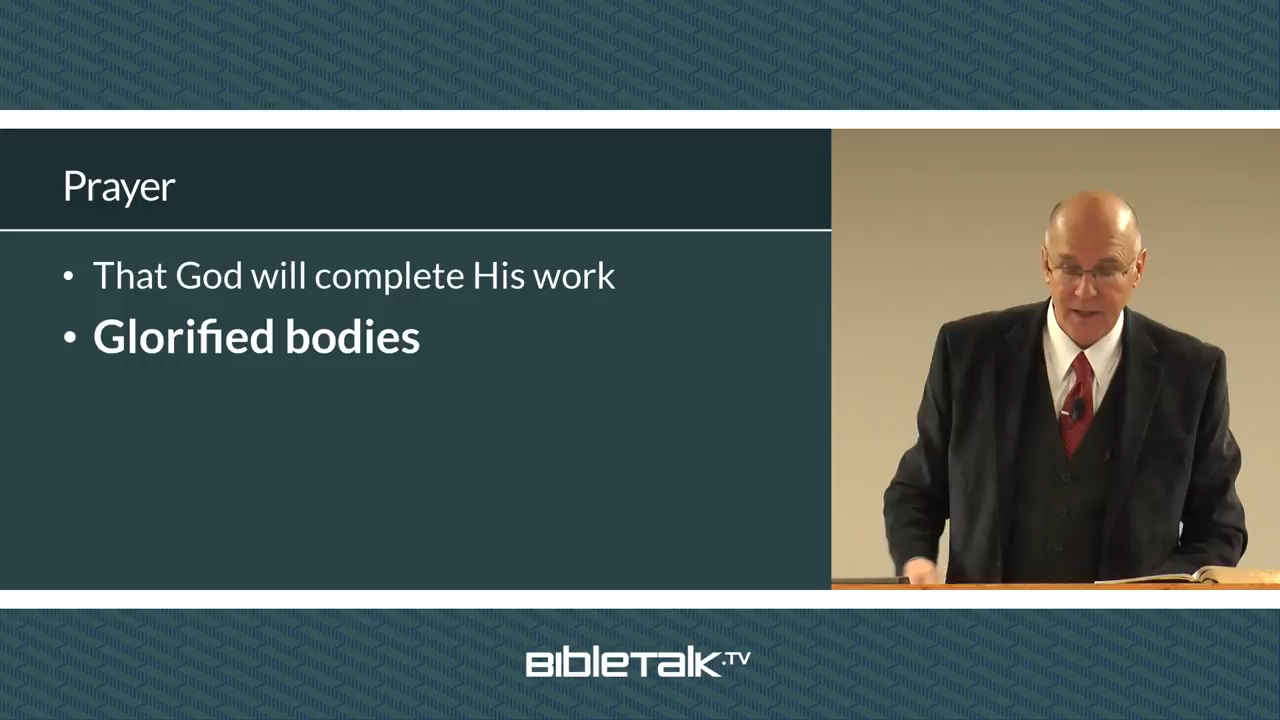 Prayer
• That God will complete His work
• Glorified bodies
BibleTalk.TV